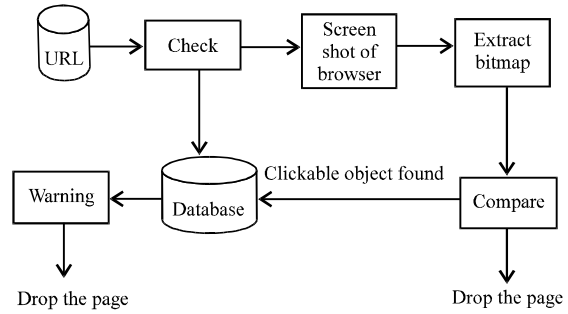 URL
Check
Screen
shot of
browser
Extract
bitmap
Clickable object found
Warning
Database
Compare
Drop the page
Drop the page